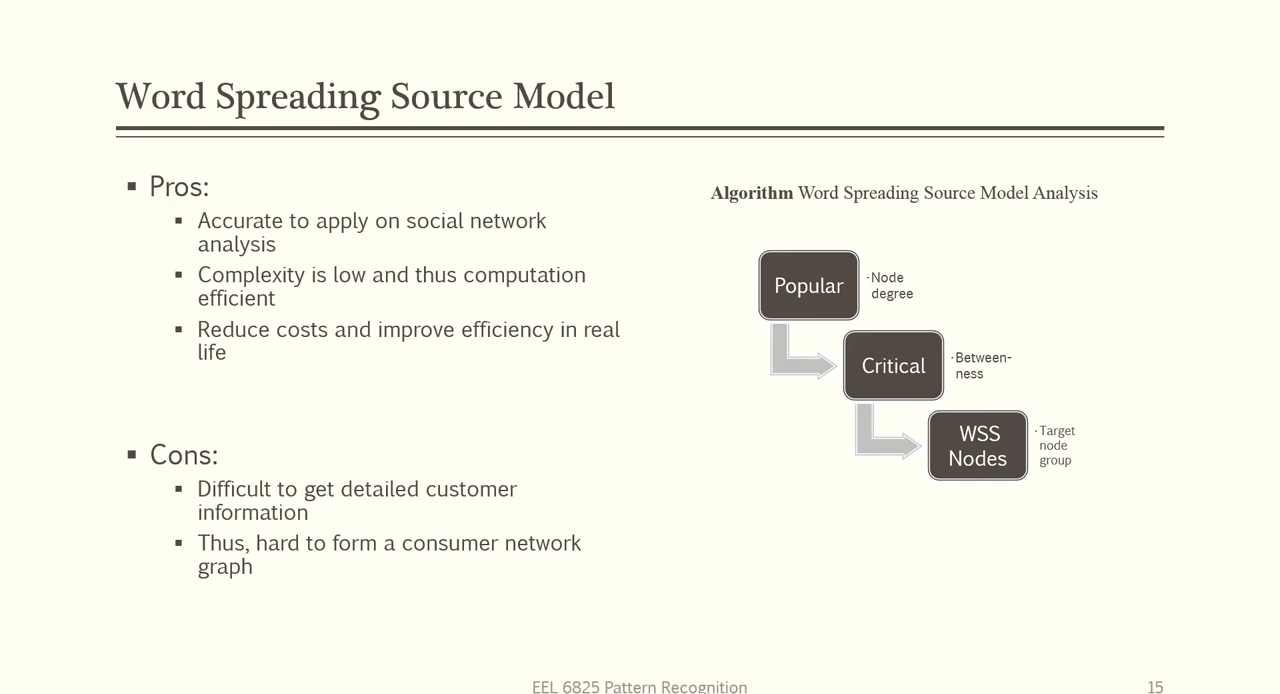 Word Spreading Source Model
▪ Pros:
▪ Accurate to apply on social network
analysis
▪ Complexity is low and thus computation
efficient
▪ Reduce costs and improve efficiency in real
life
▪ Cons:
▪ Difficult to get detailed customer
information
▪ Thus, hard to form a consumer network
graph
Algorithm Word Spreading Source Model Analysis
Popular
·Node
degree
Critical
·Between-
ness
WSS
Nodes
·Target
node
group
EEL 6825 Pattern Recognition
15